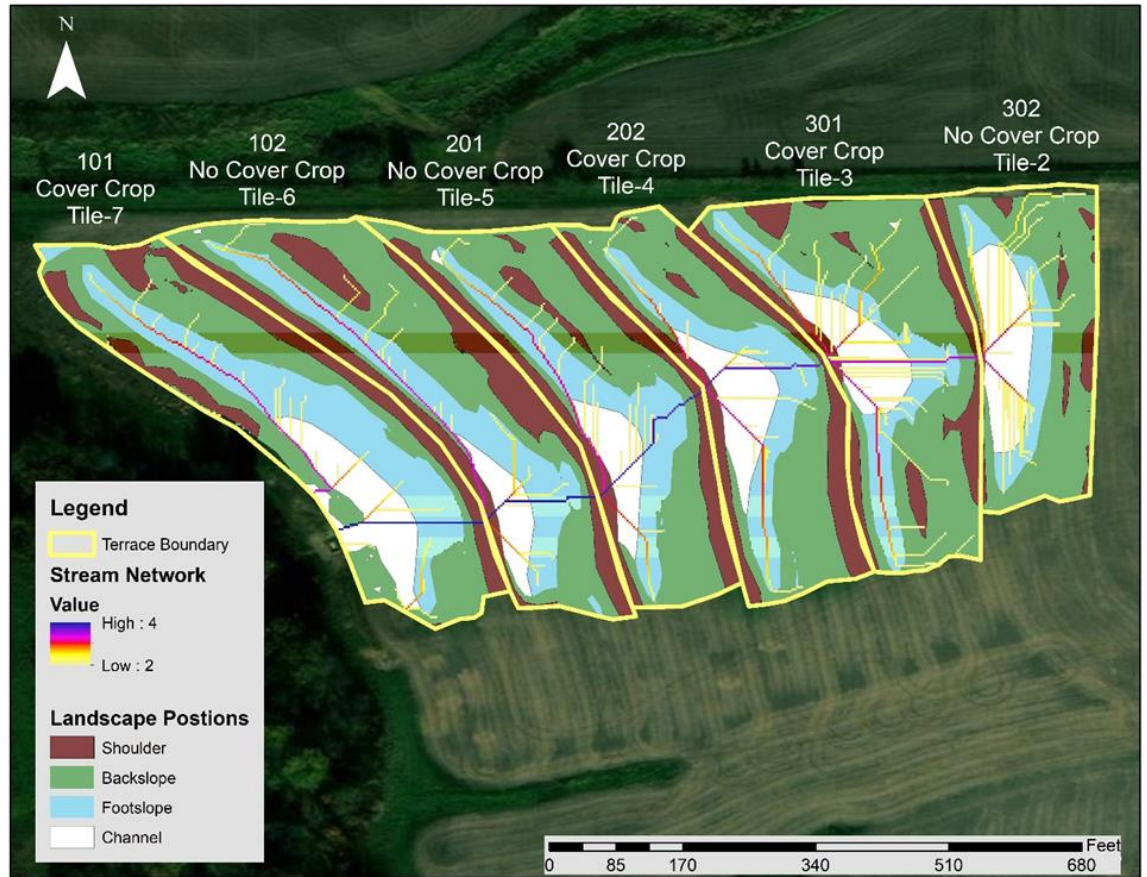 N
101
Cover Crop
Tile-7
102
No Cover Crop
Tile-6
201
No Cover Crop
Tile-5
202
Cover Crop
Tile-4
301
Cover Crop
Tile-3
302
No Cover Crop
Tile-2
Legend
Terrace Boundary
Stream Network
Value
High : 4
Low : 2
Landscape Postions
Shoulder
Backslope
Footslope
Channel
Feet
0 85 170 340 510 680